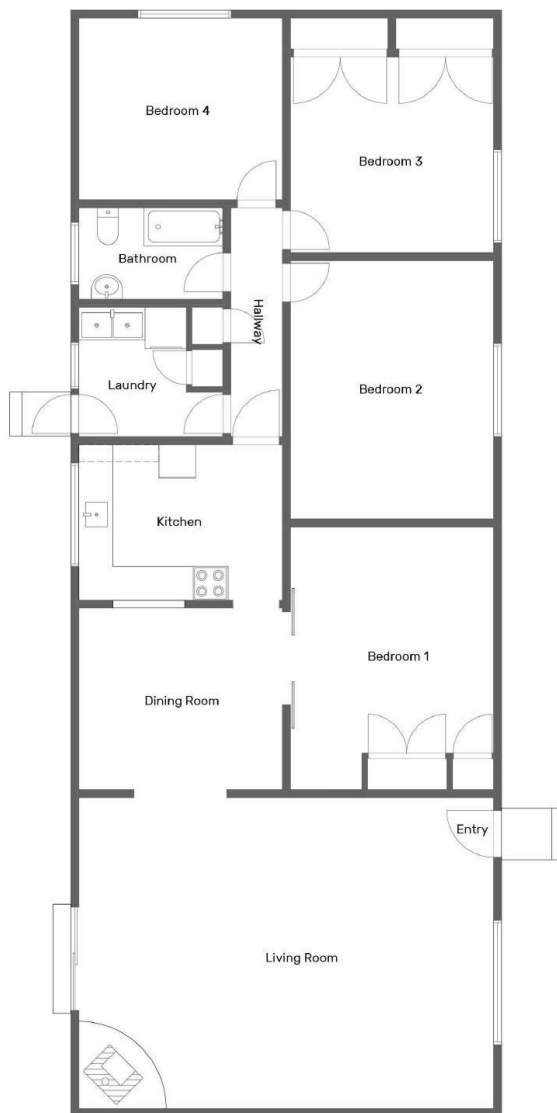 Bedroom 4
Bedroom 3
Bathroom
Hallway
Laundry
Bedroom 2
Kitchen
Bedroom 1
Dining Room
Entry
Living Room